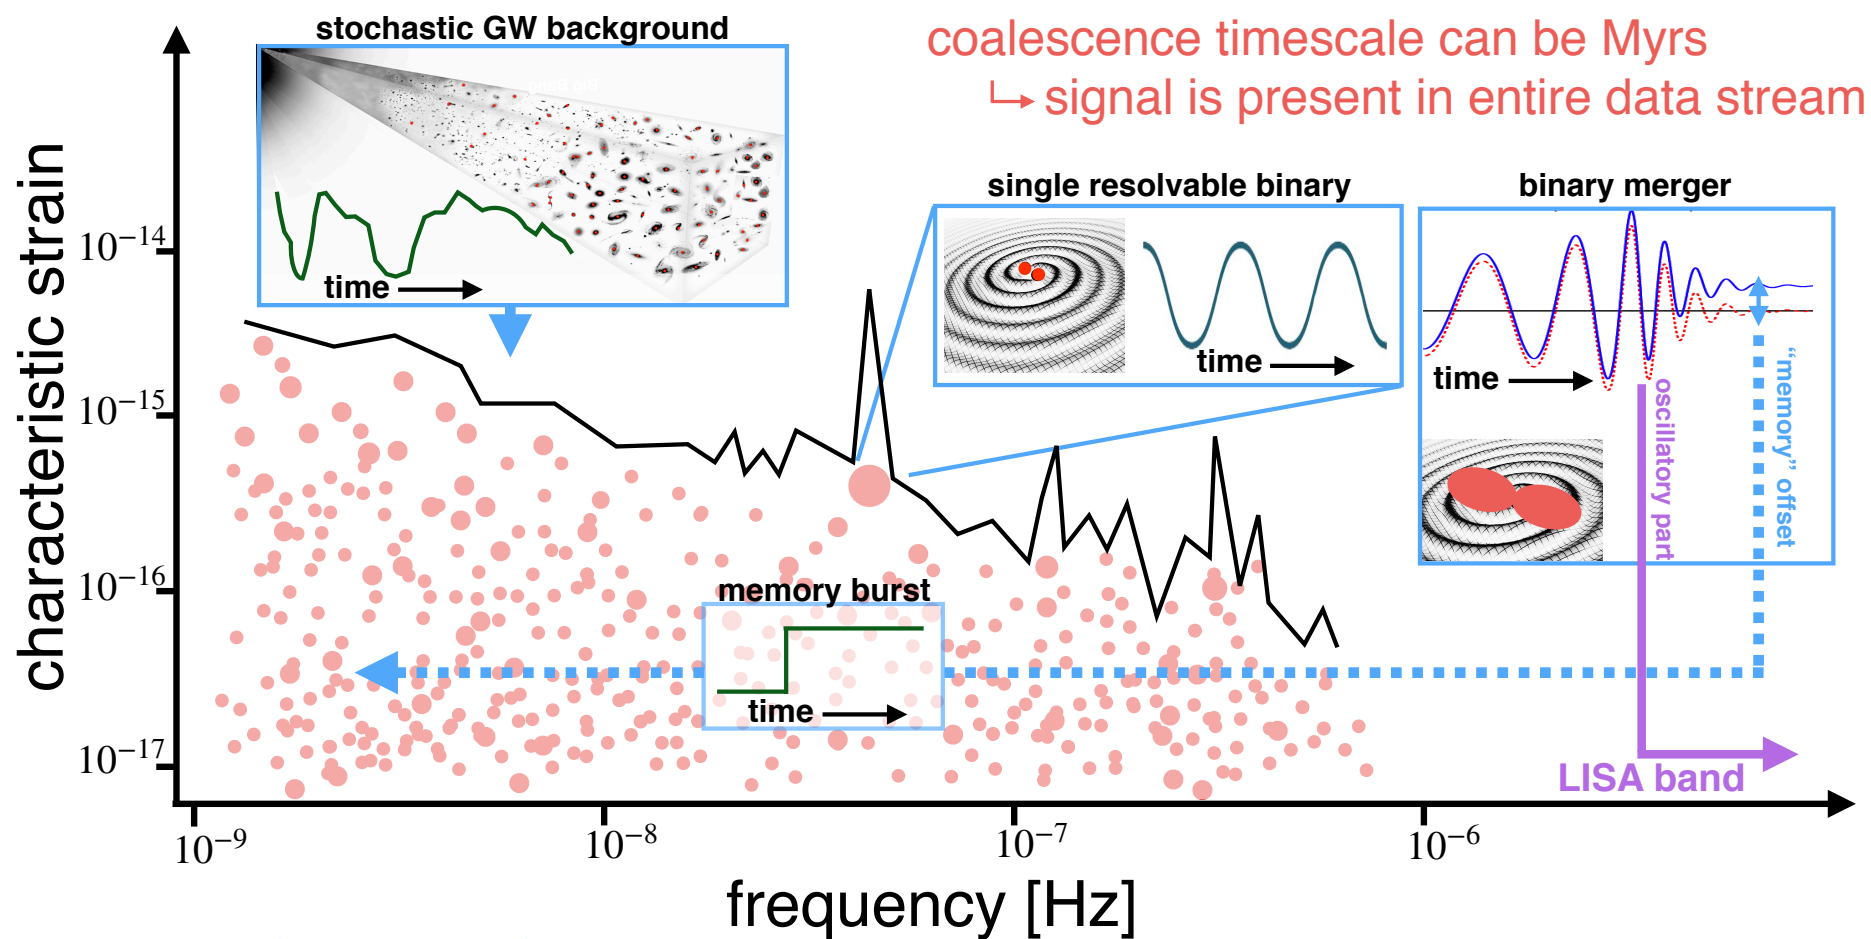 stochastic GW background
coalescence timescale can be Myrs
signal is present in entire data stream
time
single resolvable binary
time
binary merger
time
oscillatory part
“memory” offset
memory burst
time
LISA band
characteristic strain
10−14
10−15
10−16
10−17
10−9
10−8
10−7
10−6
frequency [Hz]